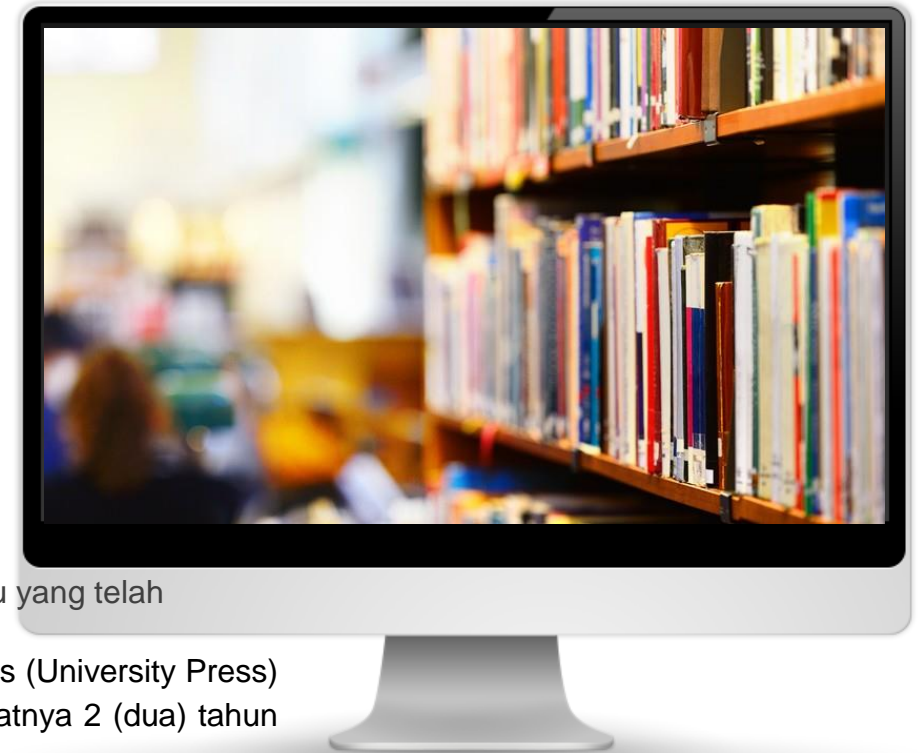 u yang telah
s (University Press)
atnya 2 (dua) tahun